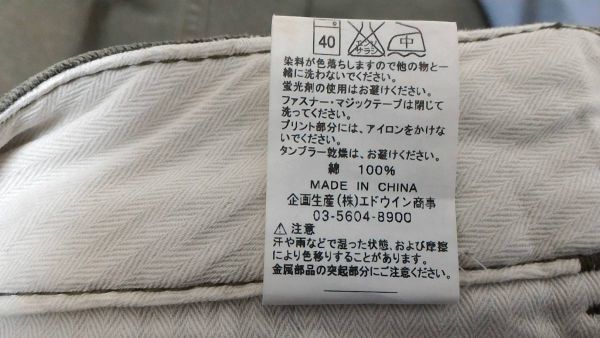 40 エンソサラシ 中
染料が色落ちしますので他の物と一
緒に洗わないでください。
蛍光剤の使用はお避けください。
ファスナー・マジックテープは閉じて
洗ってください。
プリント部分には、アイロンをかけな
いでください。
タンブラー乾燥は、お避けください。
綿 100%
MADE IN CHINA
企画生産(株)エドウイン商事
03-5604-8900
⚠ 注意
汗や雨などで湿った状態、および摩擦
により色移りすることがあります。
金属部品の突起部分にご注意ください。